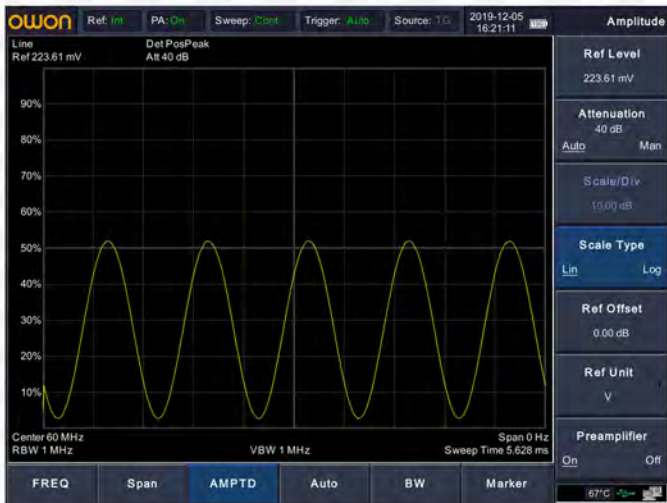 OWON Ref: Int PA: On Sweep: Cont Trigger: Auto Source: TG 2019-12-05 Amplitude
16:21:11
Line Det PosPeak
Ref 223.61 mV Att 40 dB
90%
80%
70%
60%
50%
40%
30%
20%
10%
Center 60 MHz Span 0 Hz
RBW 1 MHz VBW 1 MHz Sweep Time 5.628 ms
Ref Level
223.61 mV
Attenuation
40 dB
Auto Man
Scale/Div
10.00 dB
Scale Type
Lin Log
Ref Offset
0.00 dB
Ref Unit
V
Preamplifier
On Off
FREQ Span AMPTD Auto BW Marker
67°C